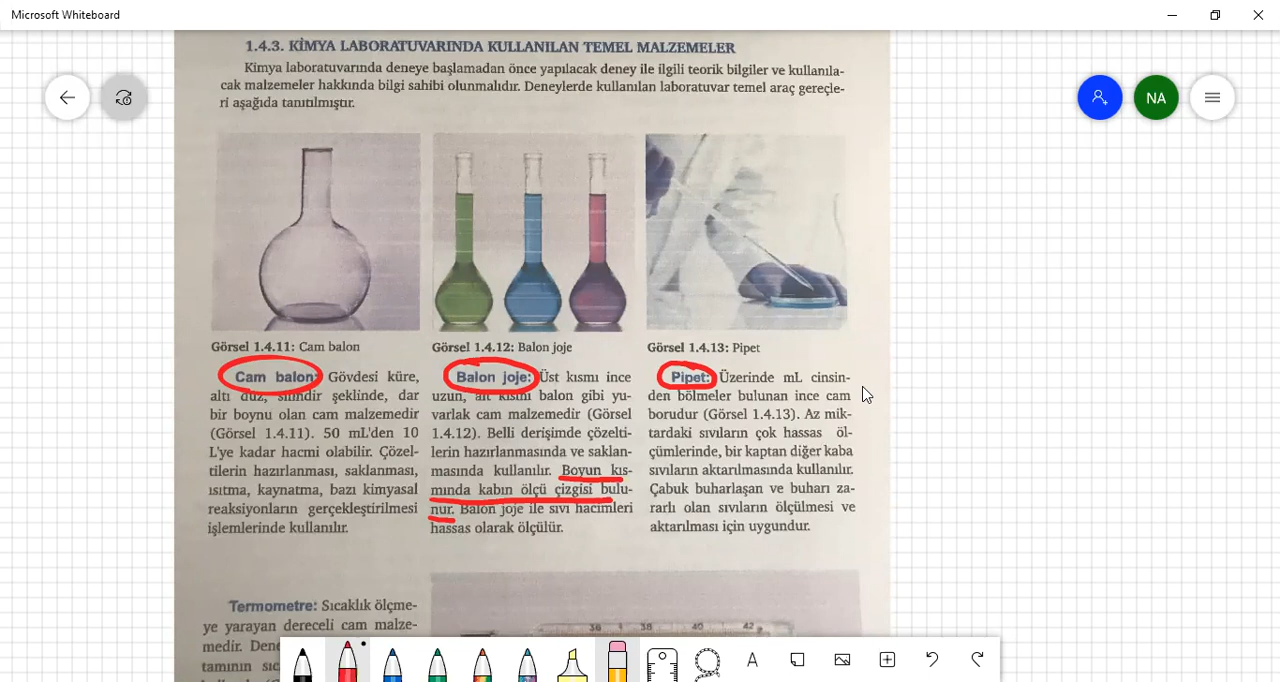 Microsoft Whiteboard
NA
1.4.3. KİMYA LABORATUVARINDA KULLANILAN TEMEL MALZEMELER
Kimya laboratuvarında deneye başlamadan önce yapılacak deney ile ilgili teorik bilgiler ve kullanıla-
cak malzemeler hakkında bilgi sahibi olunmalıdır. Deneylerde kullanılan laboratuvar temel araç gereçle-
ri aşağıda tanıtılmıştır.
Görsel 1.4.11: Cam balon
Cam balon: Gövdesi küre,
altı düz, silindir şeklinde, dar
bir boynu olan cam malzemedir
(Görsel 1.4.11). 50 mL'den 10
L'ye kadar hacmi olabilir. Çözel-
tilerin hazırlanması, saklanması,
ısıtma, kaynatma, bazı kimyasal
reaksiyonların gerçekleştirilmesi
işlemlerinde kullanılır.
Görsel 1.4.12: Balon joje
Balon joje: Üst kısmı ince
uzun, alt kısmı balon gibi yu-
varlak cam malzemedir (Görsel
1.4.12). Belli derişimde çözelti-
lerin hazırlanmasında ve saklan-
masında kullanılır. Boyun kıs-
mında kabın ölçü çizgisi bulu-
nur. Balon joje ile sıvı hacimleri
hassas olarak ölçülür.
Görsel 1.4.13: Pipet
Pipet: Üzerinde mL cinsin-
den bölmeler bulunan ince cam
borudur (Görsel 1.4.13). Az mik-
tardaki sıvıların çok hassas öl-
çümlerinde, bir kaptan diğer kaba
sıvıların aktarılmasında kullanılır.
Çabuk buharlaşan ve buharı za-
rarlı olan sıvıların ölçülmesi ve
aktarılması için uygundur.
Termometre: Sıcaklık ölçme-
ye yarayan dereceli cam malze-
medir. Dene
tamının sıc
38 40 42
A